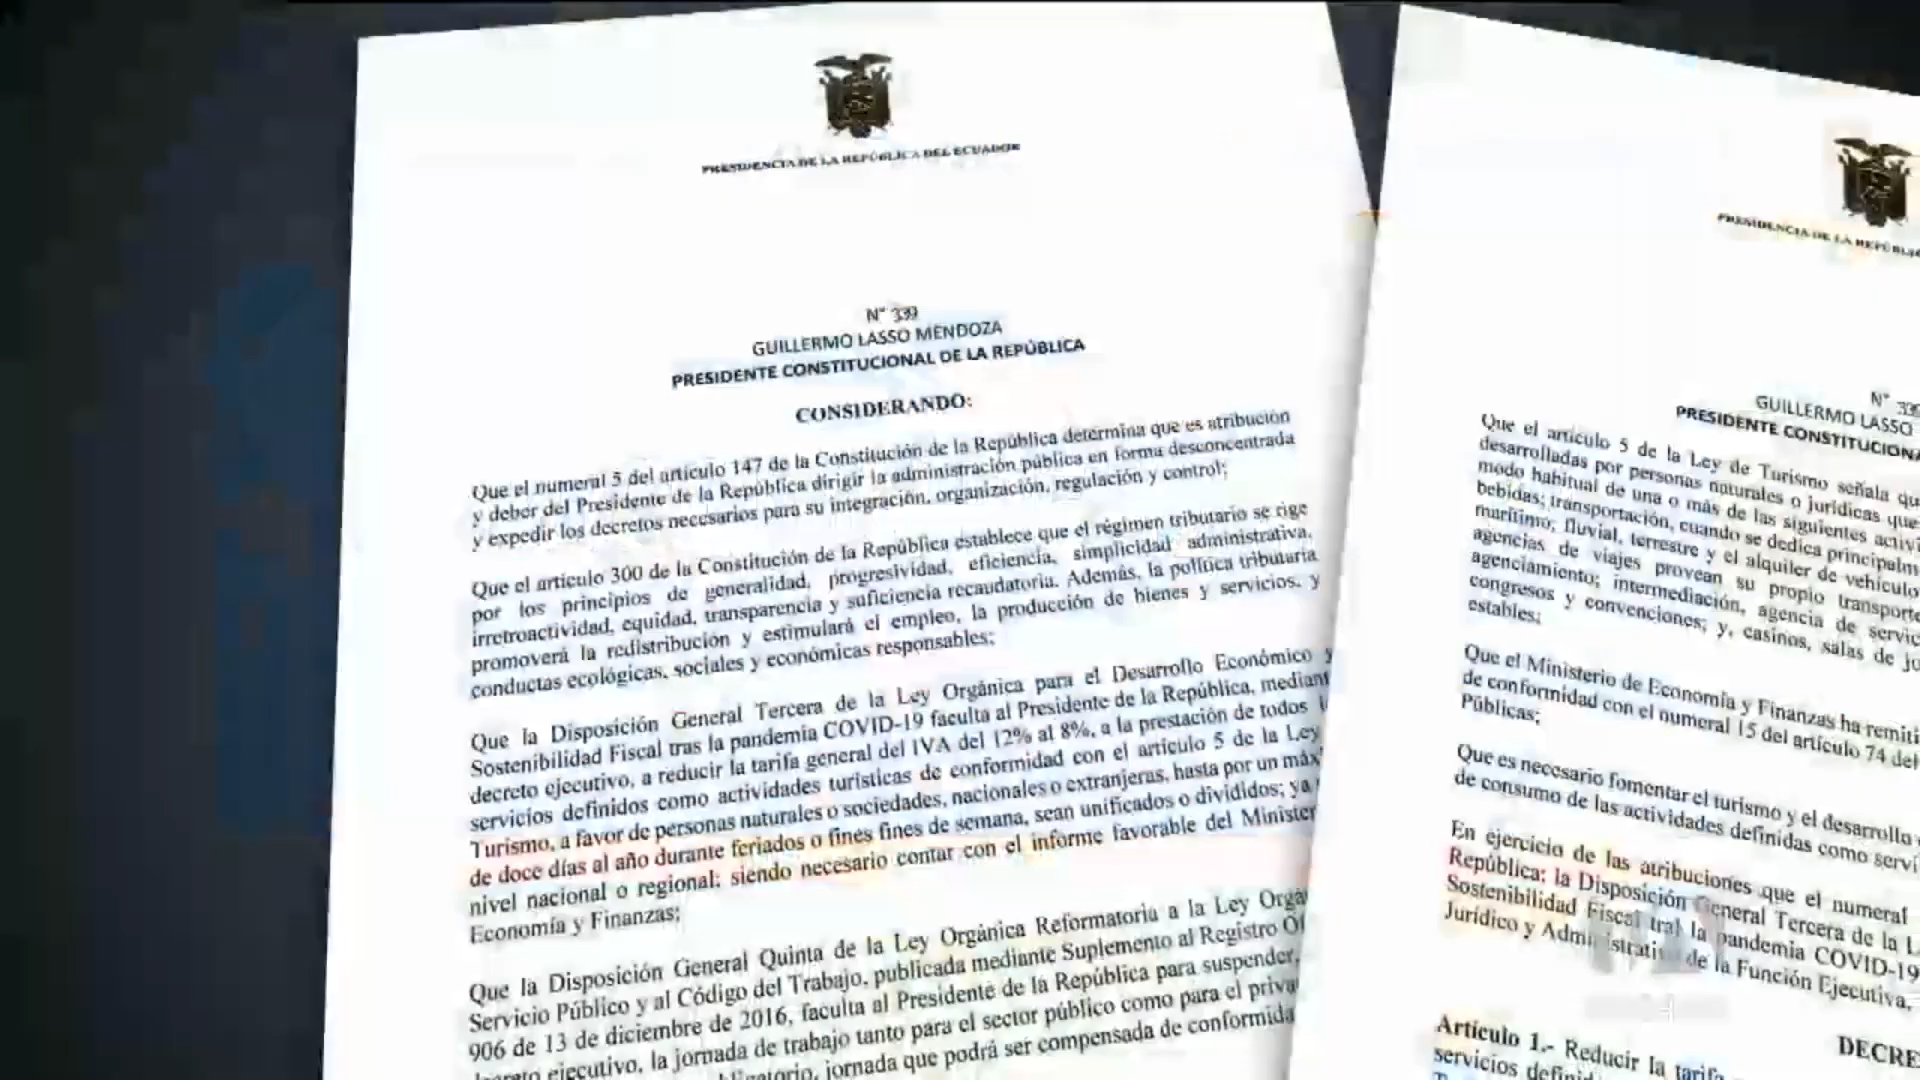 PRESIDENCIA DE LA REPÚBLICA DEL ECUADOR
N° 339
GUILLERMO LASSO MENDOZA
PRESIDENTE CONSTITUCIONAL DE LA REPÚBLICA
CONSIDERANDO:
Que el numeral 5 del artículo 147 de la Constitución de la República determina que es atribución
y deber del Presidente de la República dirigir la administración pública en forma desconcentrada
y expedir los decretos necesarios para su integración, organización, regulación y control;
Que el artículo 300 de la Constitución de la República establece que el régimen tributario se rige
por los principios de generalidad, progresividad, eficiencia, simplicidad administrativa,
irretroactividad, equidad, transparencia y suficiencia recaudatoria. Además, la política tributaria
promoverá la redistribución y estimulará el empleo, la producción de bienes y servicios, y
conductas ecológicas, sociales y económicas responsables;
Que la Disposición General Tercera de la Ley Orgánica para el Desarrollo Económico y
Sostenibilidad Fiscal tras la pandemia COVID-19 faculta al Presidente de la República, mediant
decreto ejecutivo, a reducir la tarifa general del IVA del 12% al 8%, a la prestación de todos l
servicios definidos como actividades turísticas de conformidad con el artículo 5 de la Ley
Turismo, a favor de personas naturales o sociedades, nacionales o extranjeras, hasta por un máx
de doce días al año durante feriados o fines fines de semana, sean unificados o divididos; ya
nivel nacional o regional; siendo necesario contar con el informe favorable del Minister
Economía y Finanzas;
Que la Disposición General Quinta de la Ley Orgánica Reformatoria a la Ley Orgá
Servicio Público y al Código del Trabajo, publicada mediante Suplemento al Registro Of
906 de 13 de diciembre de 2016, faculta al Presidente de la República para suspender,
ejecutivo, la jornada de trabajo tanto para el sector público como para el priva
jornada que podrá ser compensada de conformida
PRESIDENCIA DE LA REPÚBLI
N°
GUILLERMO LASSO
PRESIDENTE CONSTITUCION
Que el artículo 5 de la Ley de Turismo señala qu
desarrolladas por personas naturales o jurídicas que
modo habitual de una o más de las siguientes activi
bebidas; transportación, cuando se dedica principalm
marítimo, fluvial, terrestre y el alquiler de vehículo
agencias de viajes provean su propio transporte
agenciamiento; intermediación, agencia de servic
congresos y convenciones; y, casinos, salas de ju
estables;
Que el Ministerio de Economía y Finanzas ha remiti
de conformidad con el numeral 15 del artículo 74 del
Públicas;
Que es necesario fomentar el turismo y el desarrollo
de consumo de las actividades definidas como servi
En ejercicio de las atribuciones que el numeral
República; la Disposición General Tercera de la L
Sostenibilidad Fiscal tral la pandemia COVID-19
Jurídico y Administrativ de la Función Ejecutiva,
DECRE
Artículo 1.- Reducir la tarifa
servicios defini